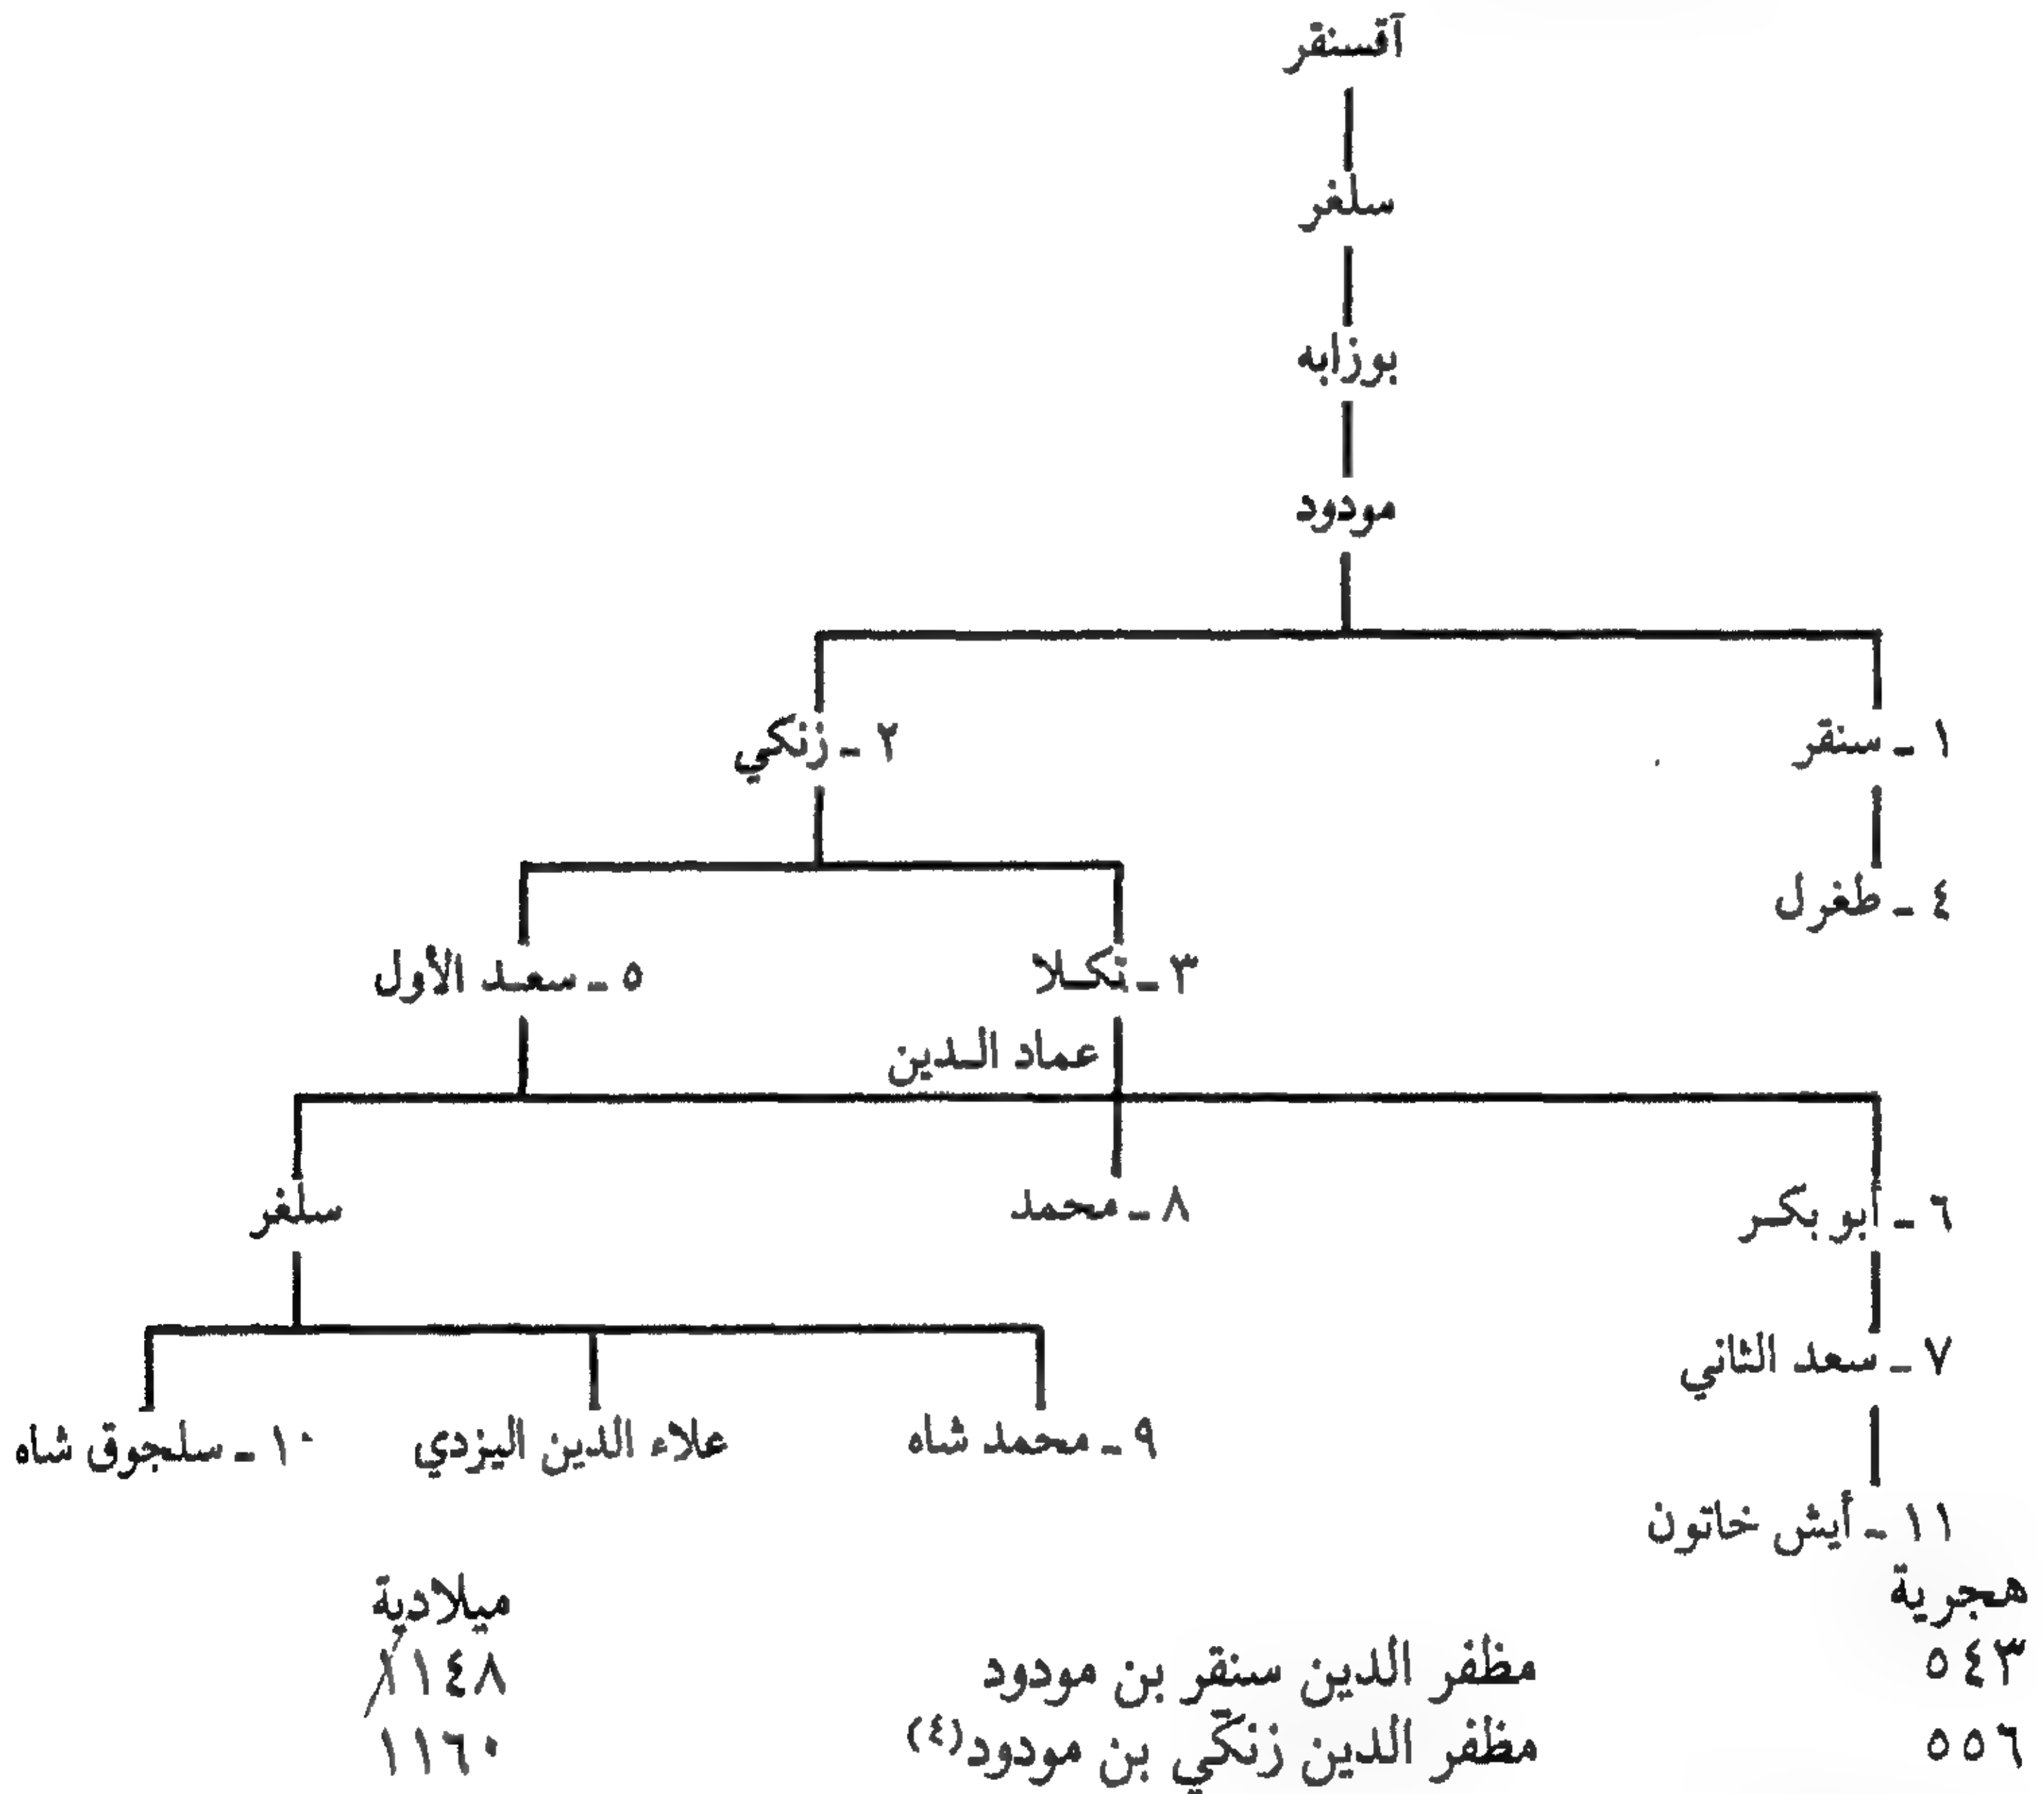 آقسنقر
سلغر
بوزابه
مودود
١ ـ سنقر
٢ ـ زنكي
٤ ـ طغرل
٣ ـ تكلا
٥ ـ سعد الأول
عماد الدين
٦ ـ أبو بكر
٨ ـ محمد
سلغر
٧ ـ سعد الثاني
٩ ـ محمد شاه
علاء الدين اليزدي
١٠ ـ سلجوق شاه
١١ ـ أيش خاتون
هجرية ميلادية
٥٤٣ مظفر الدين سنقر بن مودود ١١٤٨
٥٥٦ مظفر الدين زنكي بن مودود(٤) ١١٦٠